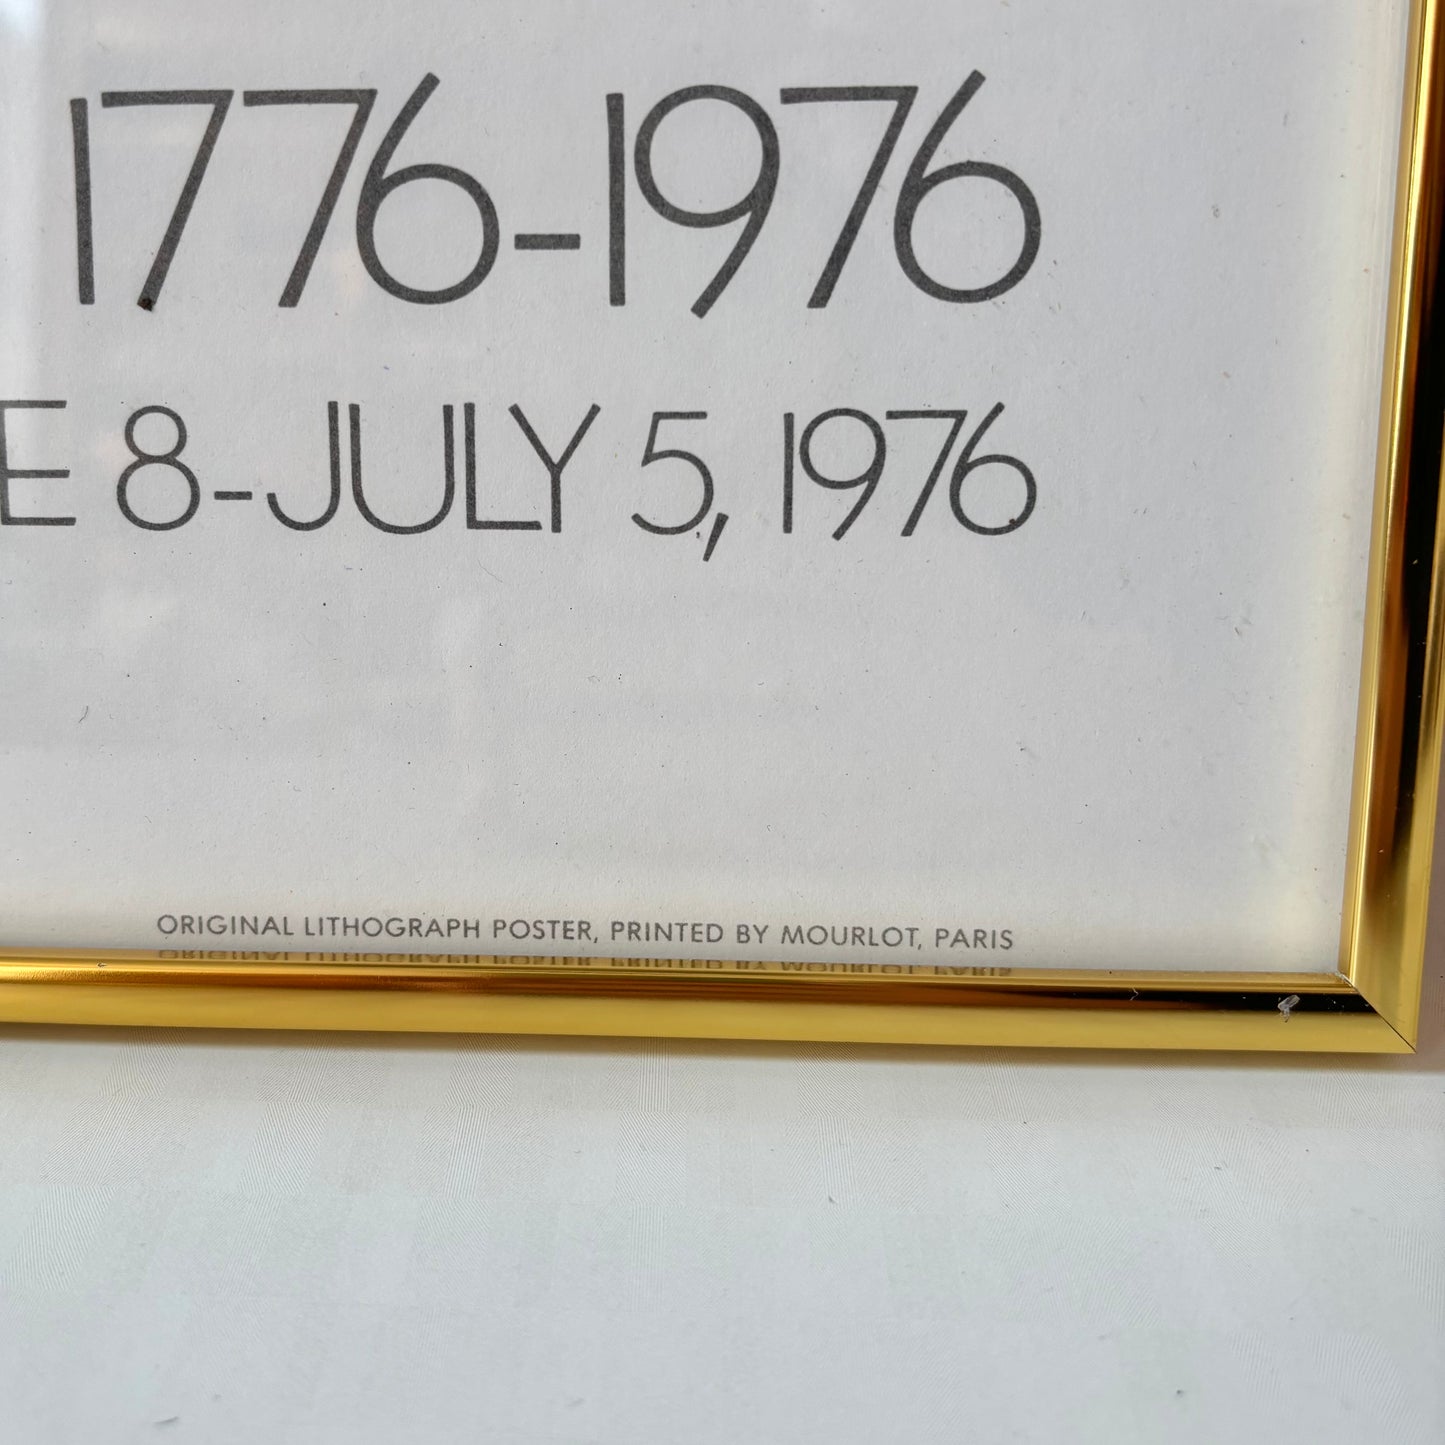 1776-1976
E 8-JULY 5, 1976
ORIGINAL LITHOGRAPH POSTER, PRINTED BY MOURLOT, PARIS